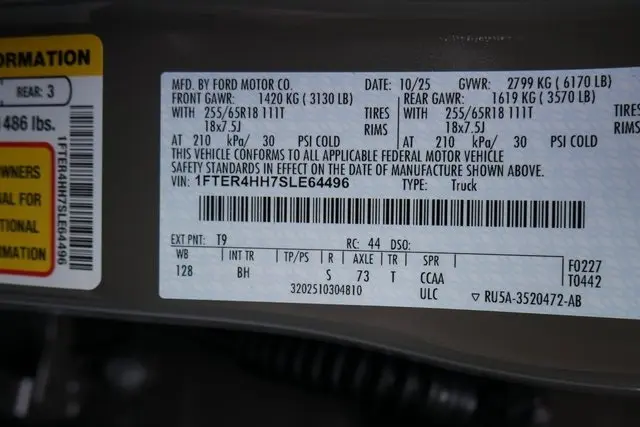 ORMATION
REAR: 3
1486 lbs.
WNERS
AL FOR
TIONAL
RMATION
1FTER4HH7SLE64496
MFD. BY FORD MOTOR CO. DATE: 10/25 GVWR: 2799 KG ( 6170 LB)
FRONT GAWR: 1420 KG ( 3130 LB) REAR GAWR: 1619 KG ( 3570 LB)
WITH 255/65R18 111T TIRES WITH 255/65R18 111T TIRES
18x7.5J RIMS 18x7.5J RIMS
AT 210 kPa/ 30 PSI COLD AT 210 kPa/ 30 PSI COLD
THIS VEHICLE CONFORMS TO ALL APPLICABLE FEDERAL MOTOR VEHICLE
SAFETY STANDARDS IN EFFECT ON THE DATE OF MANUFACTURE SHOWN ABOVE.
VIN: 1FTER4HH7SLE64496 TYPE: Truck
EXT PNT: T9 RC: 44 DSO:
WB INT TR TP/PS R AXLE TR SPR F0227
128 BH S 73 T CCAA T0442
3202510304810 ULC ▽ RU5A-3520472-AB